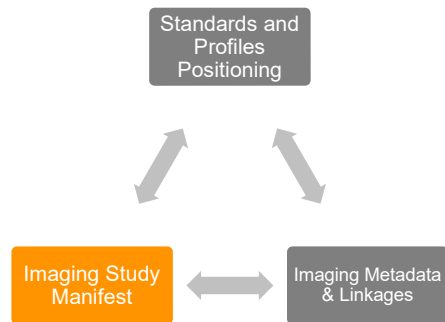 Standards and
Profiles
Positioning
Imaging Study
Manifest
Imaging Metadata
& Linkages